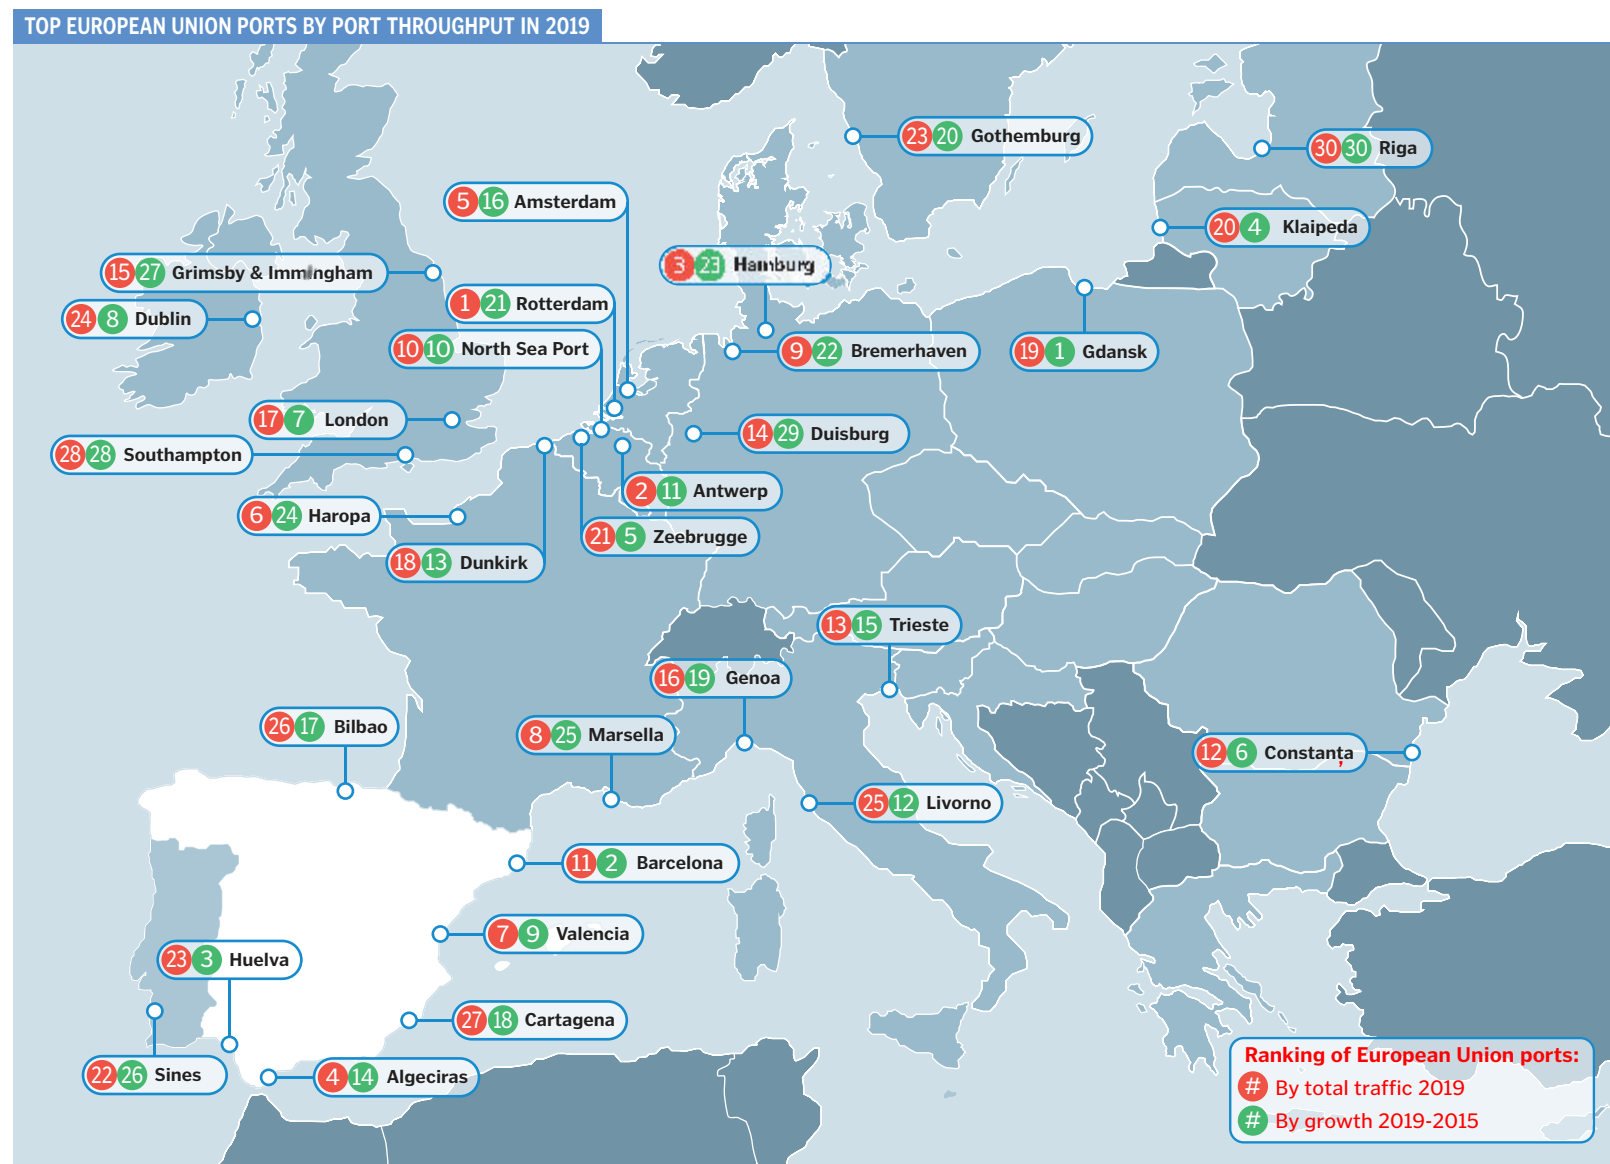 TOP EUROPEAN UNION PORTS BY PORT THROUGHPUT IN 2019
23 20 Gothemburg
30 30 Riga
5 16 Amsterdam
20 4 Klaipeda
15 27 Grimsby & Immingham
3 23 Hamburg
1 21 Rotterdam
24 8 Dublin
10 10 North Sea Port
9 22 Bremerhaven
19 1 Gdansk
17 7 London
14 29 Duisburg
28 28 Southampton
2 11 Antwerp
6 24 Haropa
21 5 Zeebrugge
18 13 Dunkirk
13 15 Trieste
16 19 Genoa
26 17 Bilbao
8 25 Marsella
12 6 Constanța
25 12 Livorno
11 2 Barcelona
7 9 Valencia
23 3 Huelva
27 18 Cartagena
22 26 Sines
4 14 Algeciras
Ranking of European Union ports:
# By total traffic 2019
# By growth 2019-2015